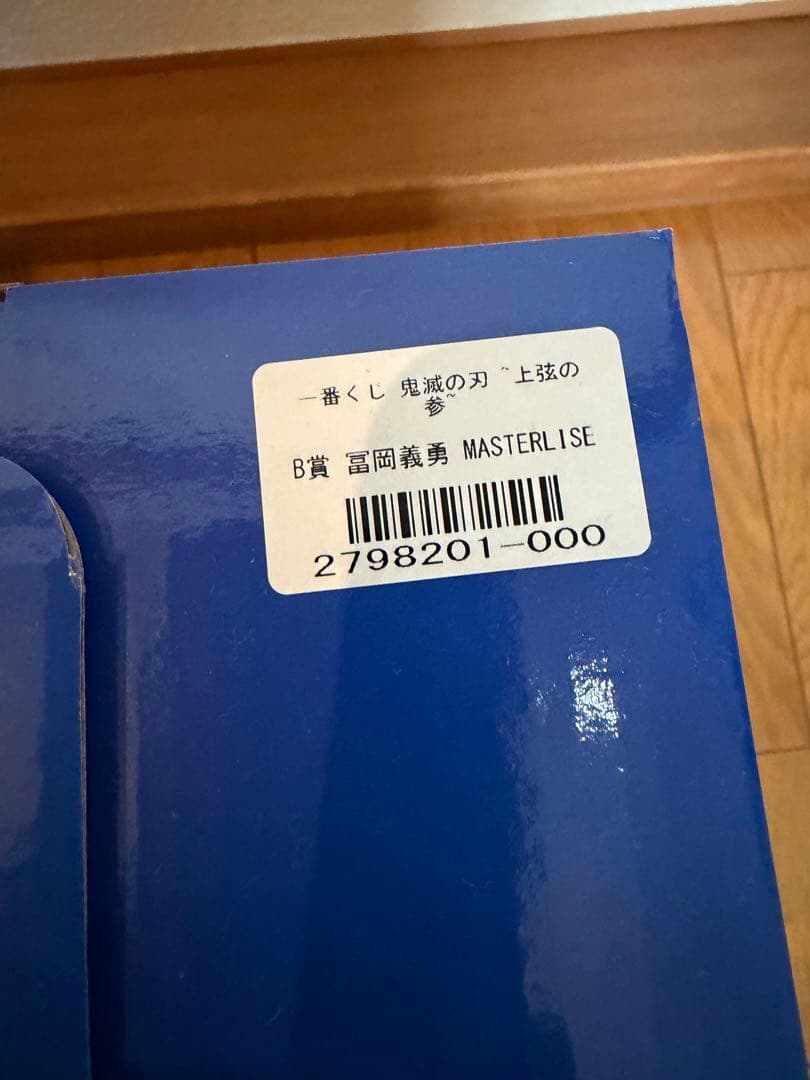 一番くじ 鬼滅の刃 ~上弦の
参~
B賞 冨岡義勇 MASTERLISE
2798201-000